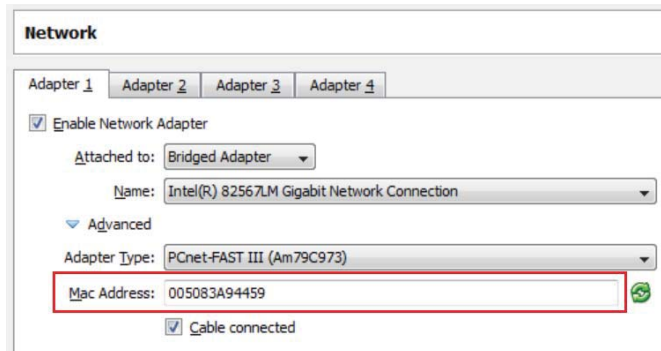 Network
Adapter 1 Adapter 2 Adapter 3 Adapter 4
Enable Network Adapter
Attached to: Bridged Adapter
Name: Intel(R) 82567LM Gigabit Network Connection
Advanced
Adapter Type: PCnet-FAST III (Am79C973)
Mac Address: 005083A94459
Cable connected